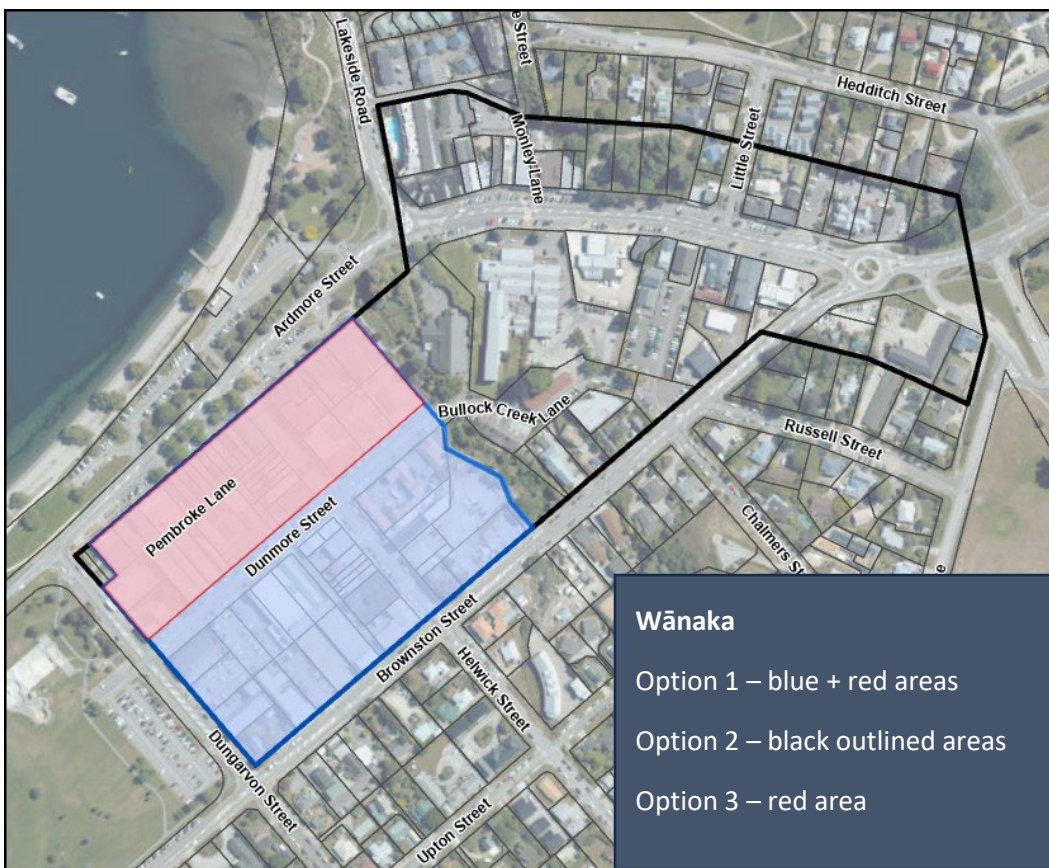 e Street
Lakeside Road
Hedditch Street
Monley Lane
Little Street
Ardmore Street
Bullock Creek Lane
Russell Street
Pembroke Lane
Dunmore Street
Chalmers St
e
Brownston Street
Helwick Street
Dungarvon Street
Upton Street
Wānaka
Option 1 – blue + red areas
Option 2 – black outlined areas
Option 3 – red area